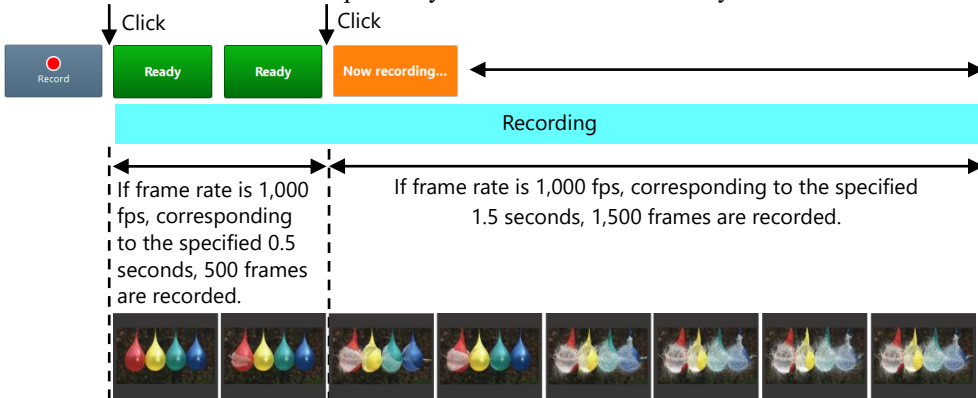 Click
Click
Record
Ready
Ready
Now recording...
Recording
If frame rate is 1,000
fps, corresponding
to the specified 0.5
seconds, 500 frames
are recorded.
If frame rate is 1,000 fps, corresponding to the specified
1.5 seconds, 1,500 frames are recorded.